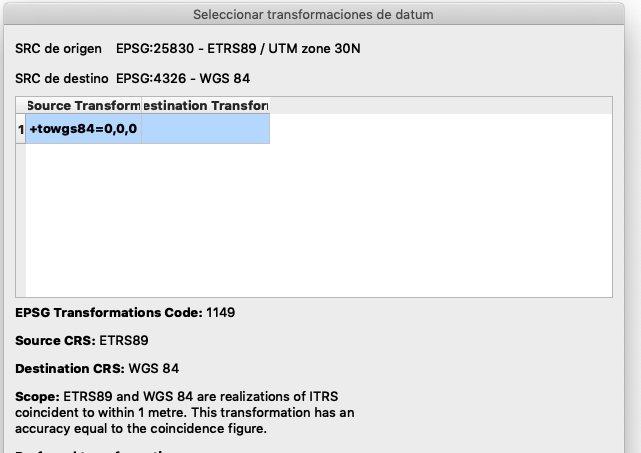 Seleccionar transformaciones de datum
SRC de origen EPSG:25830 - ETRS89 / UTM zone 30N
SRC de destino EPSG:4326 - WGS 84
Source Transform estination Transfor
1 +towgs84=0,0,0
EPSG Transformations Code: 1149
Source CRS: ETRS89
Destination CRS: WGS 84
Scope: ETRS89 and WGS 84 are realizations of ITRS
coincident to within 1 metre. This transformation has an
accuracy equal to the coincidence figure.